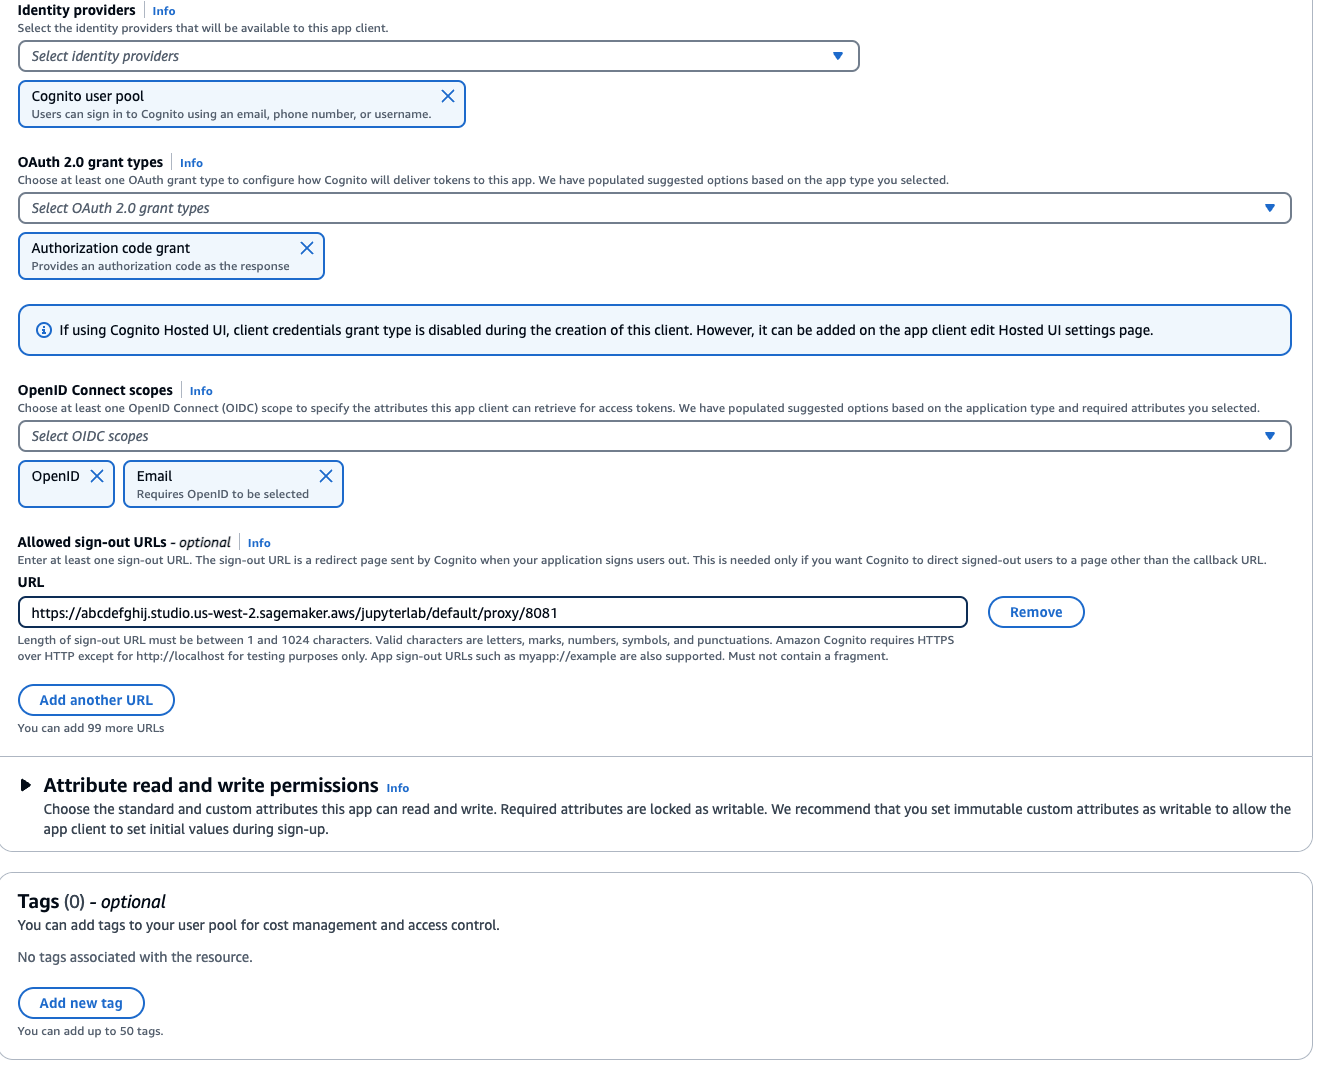 Identity providers Info
Select the identity providers that will be available to this app client.
Select identity providers
Cognito user pool
Users can sign in to Cognito using an email, phone number, or username.
OAuth 2.0 grant types Info
Choose at least one OAuth grant type to configure how Cognito will deliver tokens to this app. We have populated suggested options based on the app type you selected.
Select OAuth 2.0 grant types
Authorization code grant
Provides an authorization code as the response
If using Cognito Hosted UI, client credentials grant type is disabled during the creation of this client. However, it can be added on the app client edit Hosted UI settings page.
OpenID Connect scopes Info
Choose at least one OpenID Connect (OIDC) scope to specify the attributes this app client can retrieve for access tokens. We have populated suggested options based on the application type and required attributes you selected.
Select OIDC scopes
OpenID Email
Requires OpenID to be selected
Allowed sign-out URLs - optional Info
Enter at least one sign-out URL. The sign-out URL is a redirect page sent by Cognito when your application signs users out. This is needed only if you want Cognito to direct signed-out users to a page other than the callback URL.
URL
https://abcdefghij.studio.us-west-2.sagemaker.aws/jupyterlab/default/proxy/8081 Remove
Length of sign-out URL must be between 1 and 1024 characters. Valid characters are letters, marks, numbers, symbols, and punctuations. Amazon Cognito requires HTTPS
over HTTP except for http://localhost for testing purposes only. App sign-out URLs such as myapp://example are also supported. Must not contain a fragment.
Add another URL
You can add 99 more URLs
Attribute read and write permissions Info
Choose the standard and custom attributes this app can read and write. Required attributes are locked as writable. We recommend that you set immutable custom attributes as writable to allow the
app client to set initial values during sign-up.
Tags (0) - optional
You can add tags to your user pool for cost management and access control.
No tags associated with the resource.
Add new tag
You can add up to 50 tags.